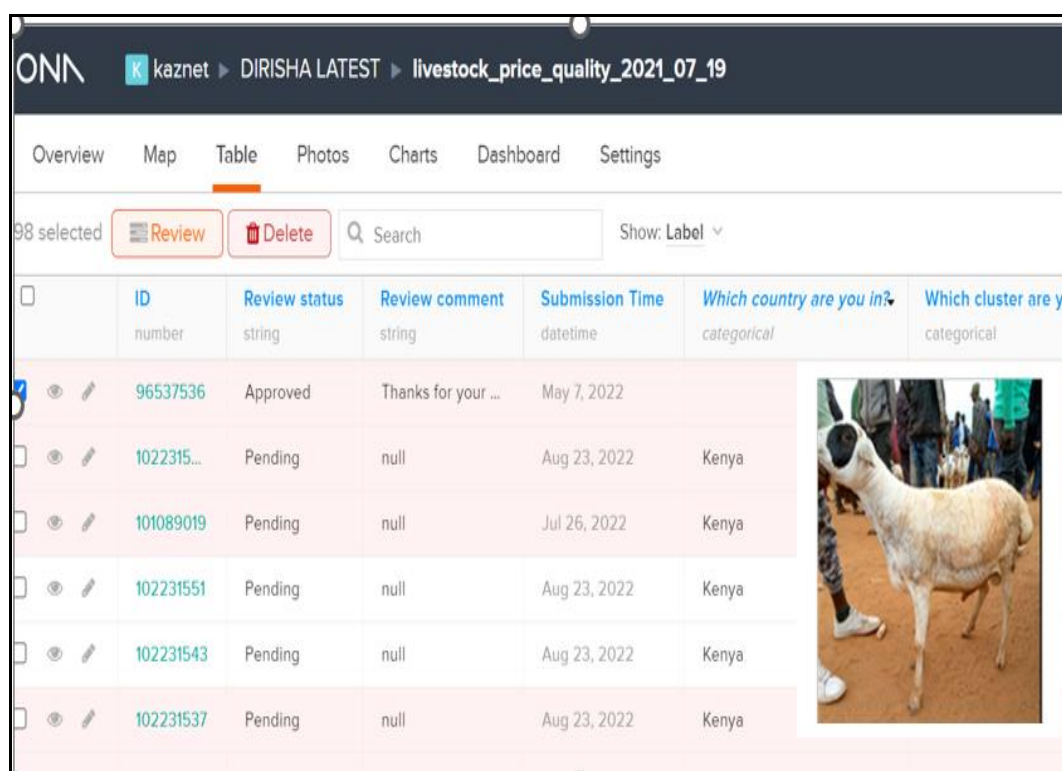 ONA K kaznet ▸ DIRISHA LATEST ▸ livestock_price_quality_2021_07_19
Overview Map Table Photos Charts Dashboard Settings
98 selected Review Delete Search Show: Label
ID Review status Review comment Submission Time Which country are you in? Which cluster are y
number string string datetime categorical categorical
96537536 Approved Thanks for your ... May 7, 2022
1022315... Pending null Aug 23, 2022 Kenya
101089019 Pending null Jul 26, 2022 Kenya
102231551 Pending null Aug 23, 2022 Kenya
102231543 Pending null Aug 23, 2022 Kenya
102231537 Pending null Aug 23, 2022 Kenya